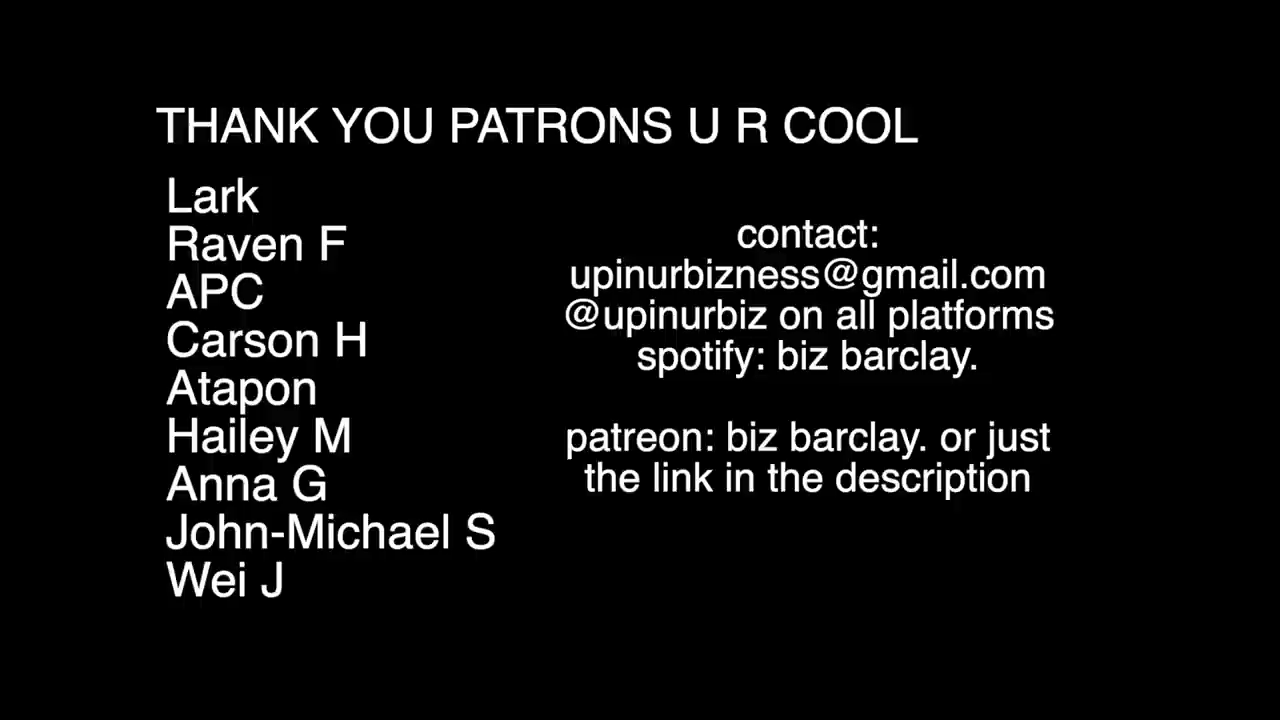 THANK YOU PATRONS U R COOL
Lark
Raven F
APC
Carson H
Atapon
Hailey M
Anna G
John-Michael S
Wei J
contact:
upinurbizness@gmail.com
@upinurbiz on all platforms
spotify: biz barclay.
patreon: biz barclay. or just
the link in the description